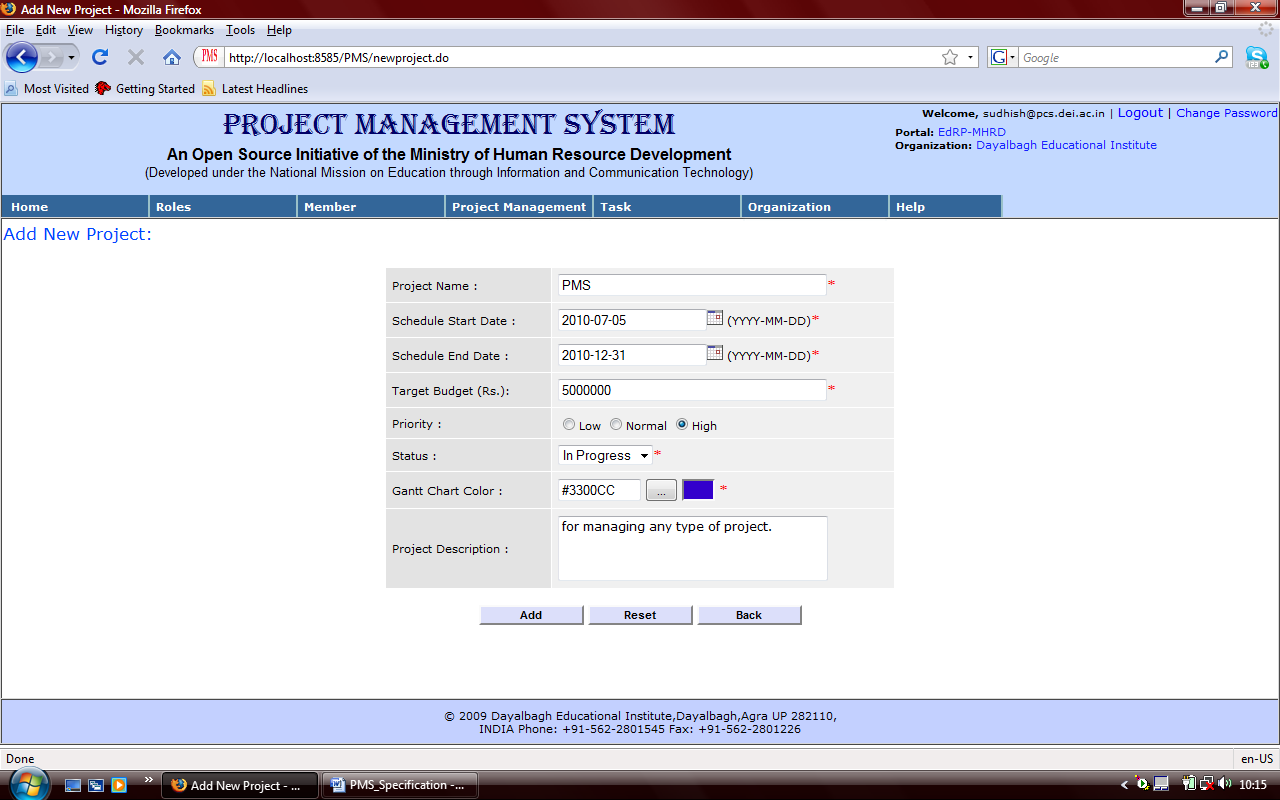 Add New Project - Mozilla Firefox
File Edit View History Bookmarks Tools Help
PMS http://localhost:8585/PMS/newproject.do
G Google
Most Visited Getting Started Latest Headlines
PROJECT MANAGEMENT SYSTEM
An Open Source Initiative of the Ministry of Human Resource Development
(Developed under the National Mission on Education through Information and Communication Technology)
Welcome, sudhish@pcs.dei.ac.in | Logout | Change Password
Portal: EdRP-MHRD
Organization: Dayalbagh Educational Institute
Home Roles Member Project Management Task Organization Help
Add New Project:
Project Name : PMS *
Schedule Start Date : 2010-07-05 (YYYY-MM-DD)*
Schedule End Date : 2010-12-31 (YYYY-MM-DD)*
Target Budget (Rs.): 5000000 *
Priority : Low Normal High
Status : In Progress *
Gantt Chart Color : #3300CC ... *
Project Description : for managing any type of project.
Add Reset Back
© 2009 Dayalbagh Educational Institute,Dayalbagh,Agra UP 282110,
INDIA Phone: +91-562-2801545 Fax: +91-562-2801226
Done en-US
» Add New Project - ... PMS_Specification -... < 10:15